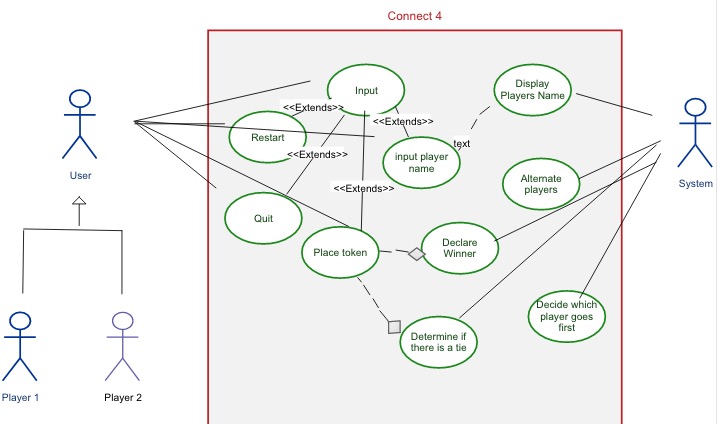 Connect 4
Input
Display
Players Name
<<Extends>>
<<Extends>>
Restart
text
<<Extends>>
input player
name
User
System
Alternate
players
<<Extends>>
Quit
Place token
Declare
Winner
Decide which
player goes
first
Determine if
there is a tie
Player 1
Player 2